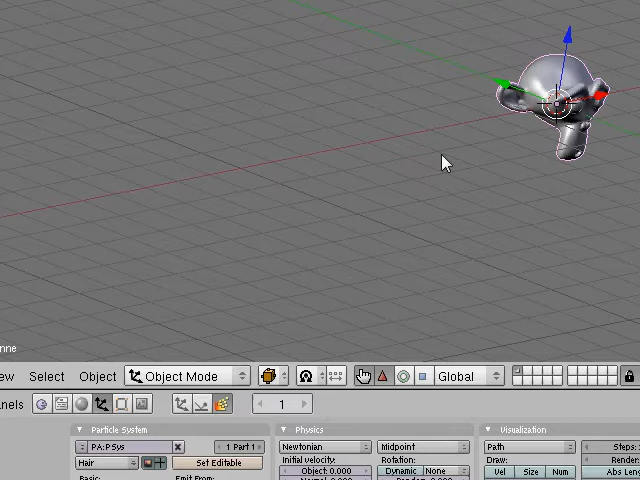 nne
ew Select Object Object Mode Global
nels 1
Particle System Physics Visualization
PA:PSys 1 Part 1 Newtonian Midpoint Path Steps:
Hair Set Editable Initial velocity: Rotation: Draw: Render:
Object: 0.000 Dynamic None Vel Size Num Abs Leng
Basic: Emit From: